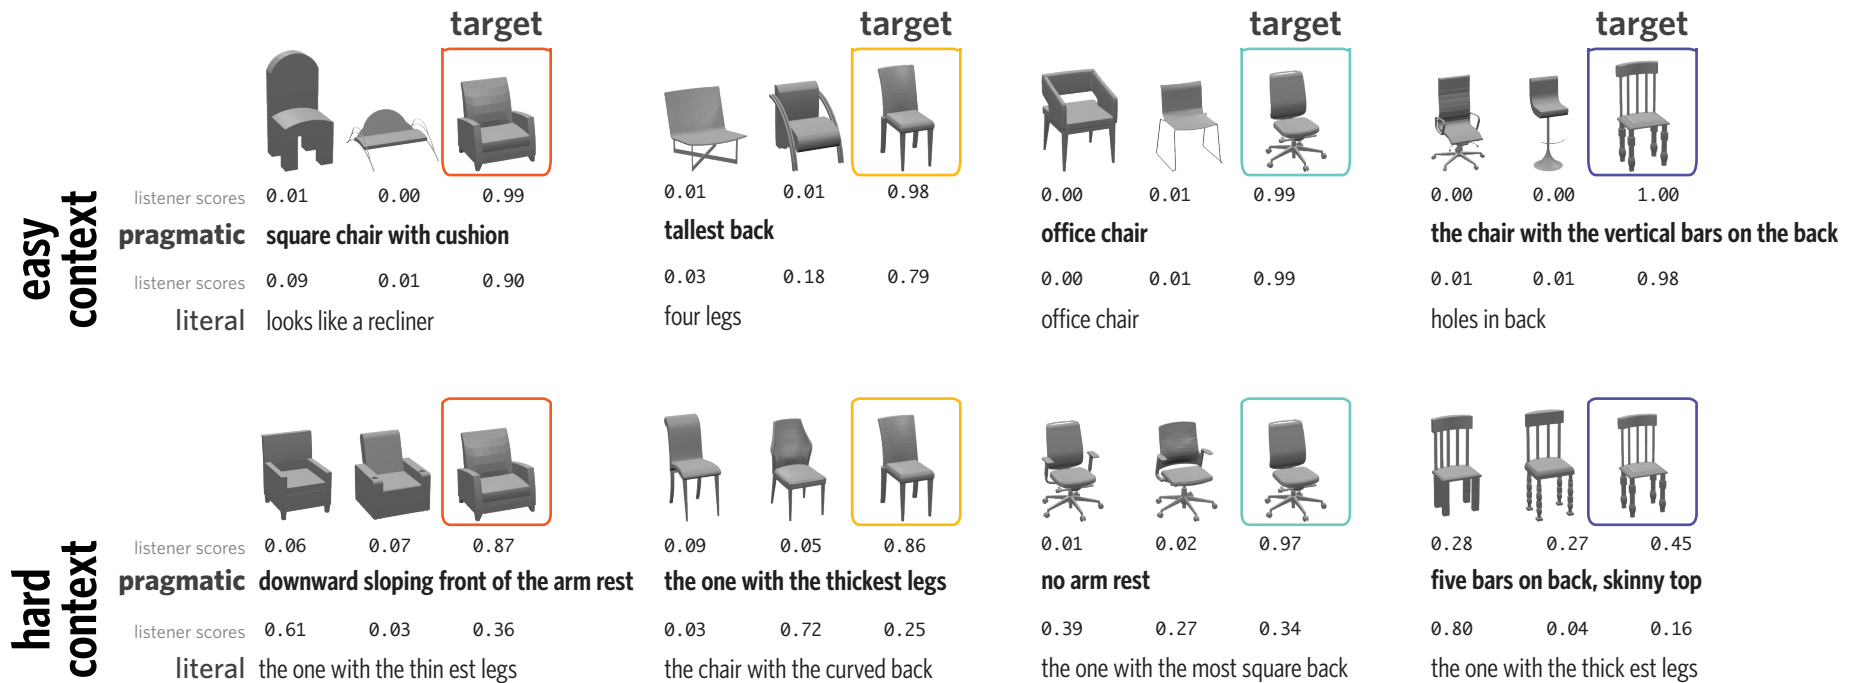 target target target target
easy context
listener scores 0.01 0.00 0.99 0.01 0.01 0.98 0.00 0.01 0.99 0.00 0.00 1.00
pragmatic square chair with cushion tallest back office chair the chair with the vertical bars on the back
listener scores 0.09 0.01 0.90 0.03 0.18 0.79 0.00 0.01 0.99 0.01 0.01 0.98
literal looks like a recliner four legs office chair holes in back
hard context
listener scores 0.06 0.07 0.87 0.09 0.05 0.86 0.01 0.02 0.97 0.28 0.27 0.45
pragmatic downward sloping front of the arm rest the one with the thickest legs no arm rest five bars on back, skinny top
listener scores 0.61 0.03 0.36 0.03 0.72 0.25 0.39 0.27 0.34 0.80 0.04 0.16
literal the one with the thin est legs the chair with the curved back the one with the most square back the one with the thick est legs